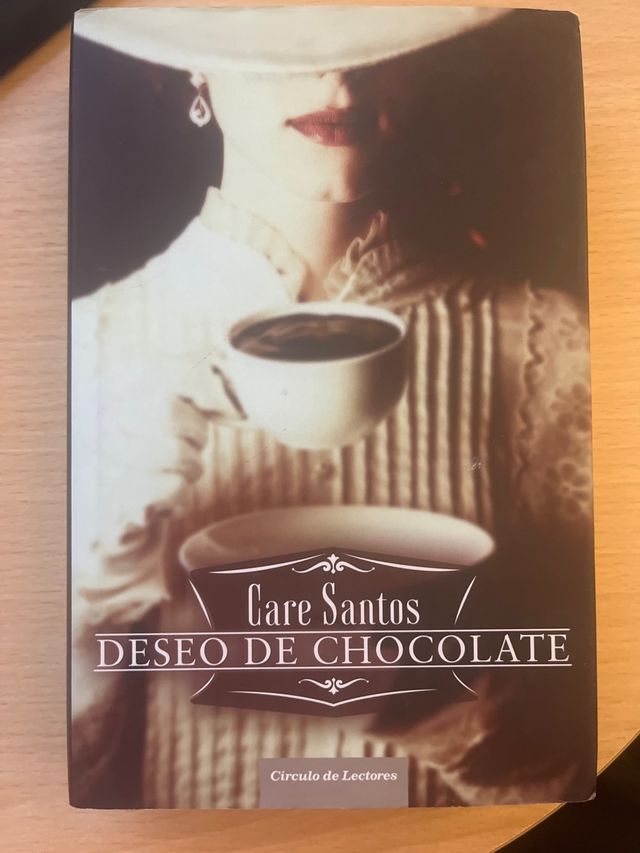 Care Santos
DESEO DE CHOCOLATE
Círculo de Lectores